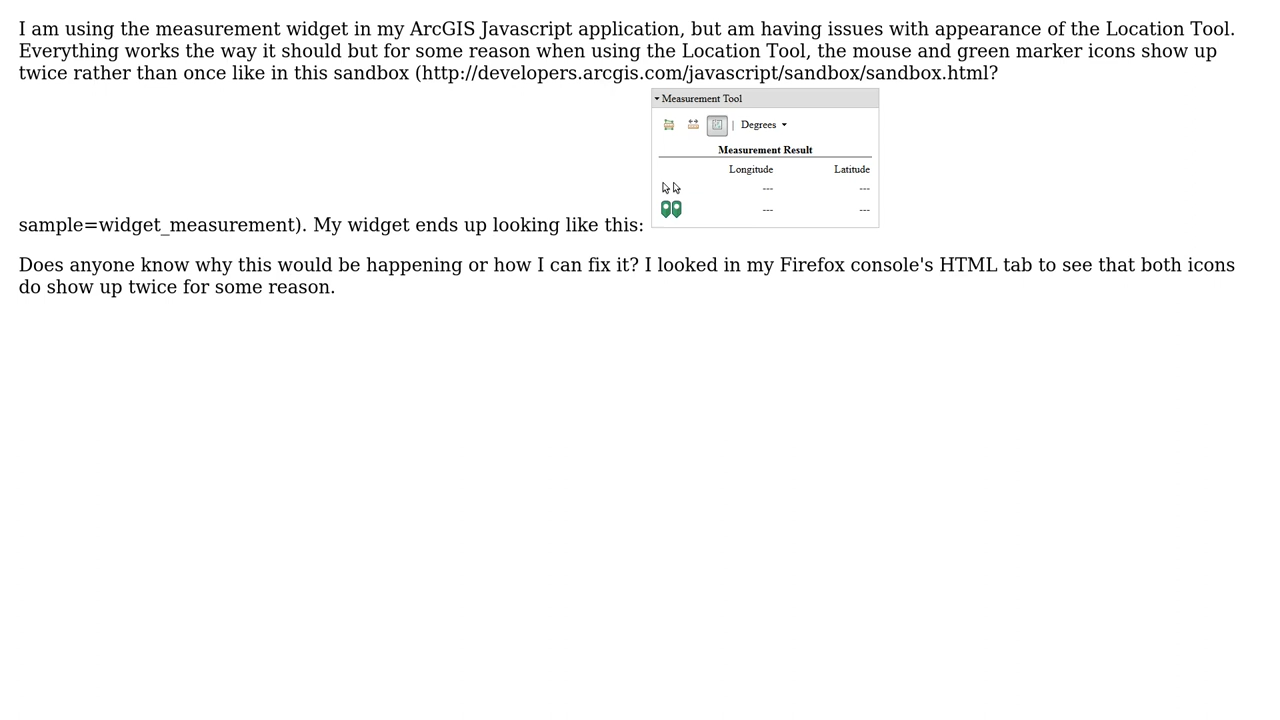 I am using the measurement widget in my ArcGIS Javascript application, but am having issues with appearance of the Location Tool.
Everything works the way it should but for some reason when using the Location Tool, the mouse and green marker icons show up
twice rather than once like in this sandbox (http://developers.arcgis.com/javascript/sandbox/sandbox.html?
Measurement Tool
| Degrees
Measurement Result
Longitude Latitude
--- ---
--- ---
sample=widget_measurement). My widget ends up looking like this:
Does anyone know why this would be happening or how I can fix it? I looked in my Firefox console's HTML tab to see that both icons
do show up twice for some reason.